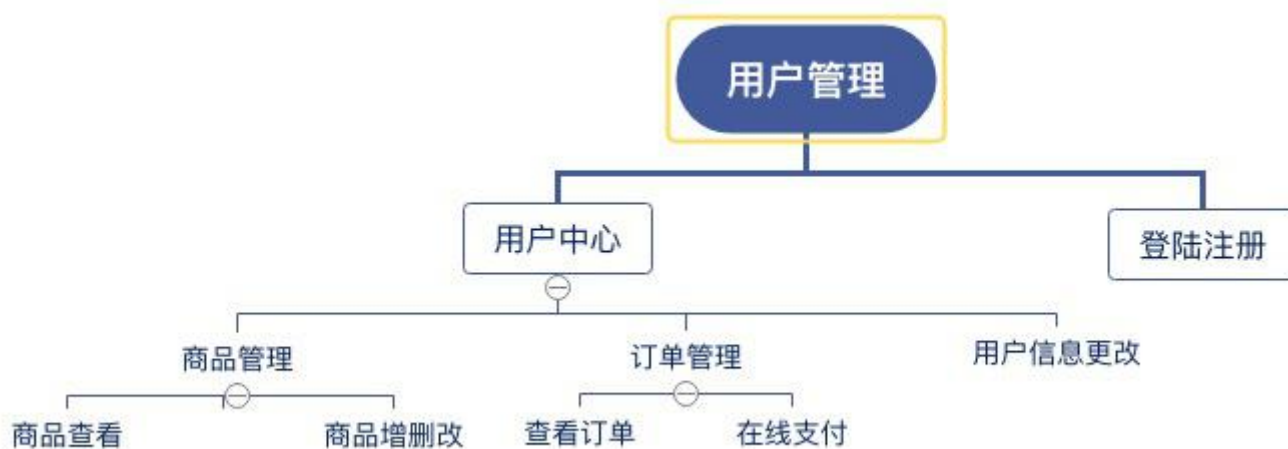 用户管理
用户中心
登陆注册
商品管理
订单管理
用户信息更改
商品查看
商品增删改
查看订单
在线支付